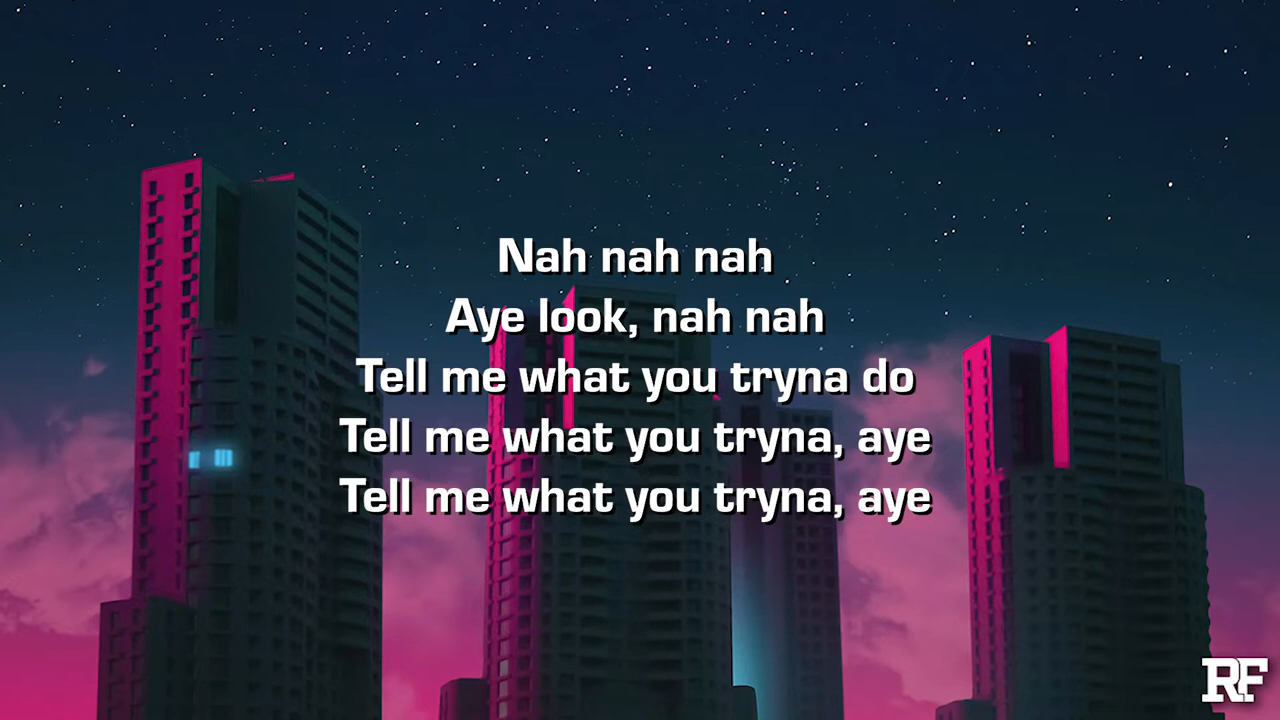 Nah nah nah
Aye look, nah nah
Tell me what you tryna do
Tell me what you tryna, aye
Tell me what you tryna, aye
RF